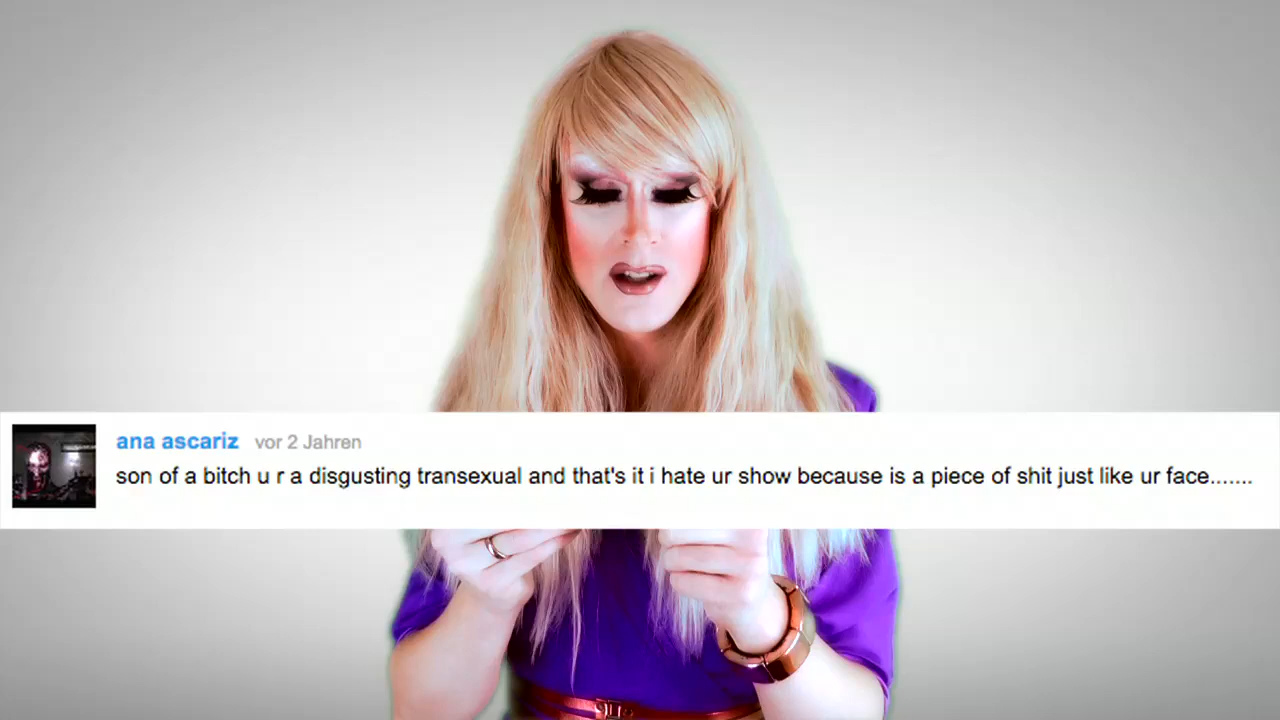 ana ascariz vor 2 Jahren
son of a bitch u r a disgusting transexual and that's it i hate ur show because is a piece of shit just like ur face.......